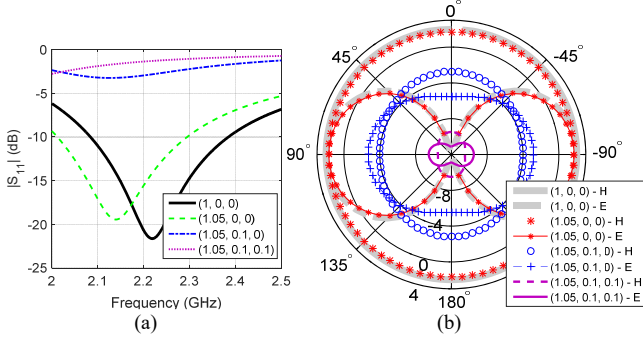 (a)
0
-5
-10
-15
-20
-25
|S11| (dB)
2 2.1 2.2 2.3 2.4 2.5
Frequency (GHz)
(1, 0, 0)
(1.05, 0, 0)
(1.05, 0.1, 0)
(1.05, 0.1, 0.1)
(a)
0°
45°
-45°
90°
-90°
135°
180°
-8
-4
0
4
(1, 0, 0) - H
(1, 0, 0) - E
(1.05, 0, 0) - H
(1.05, 0, 0) - E
(1.05, 0.1, 0) - H
(1.05, 0.1, 0) - E
(1.05, 0.1, 0.1) - H
(1.05, 0.1, 0.1) - E
(b)
(b)